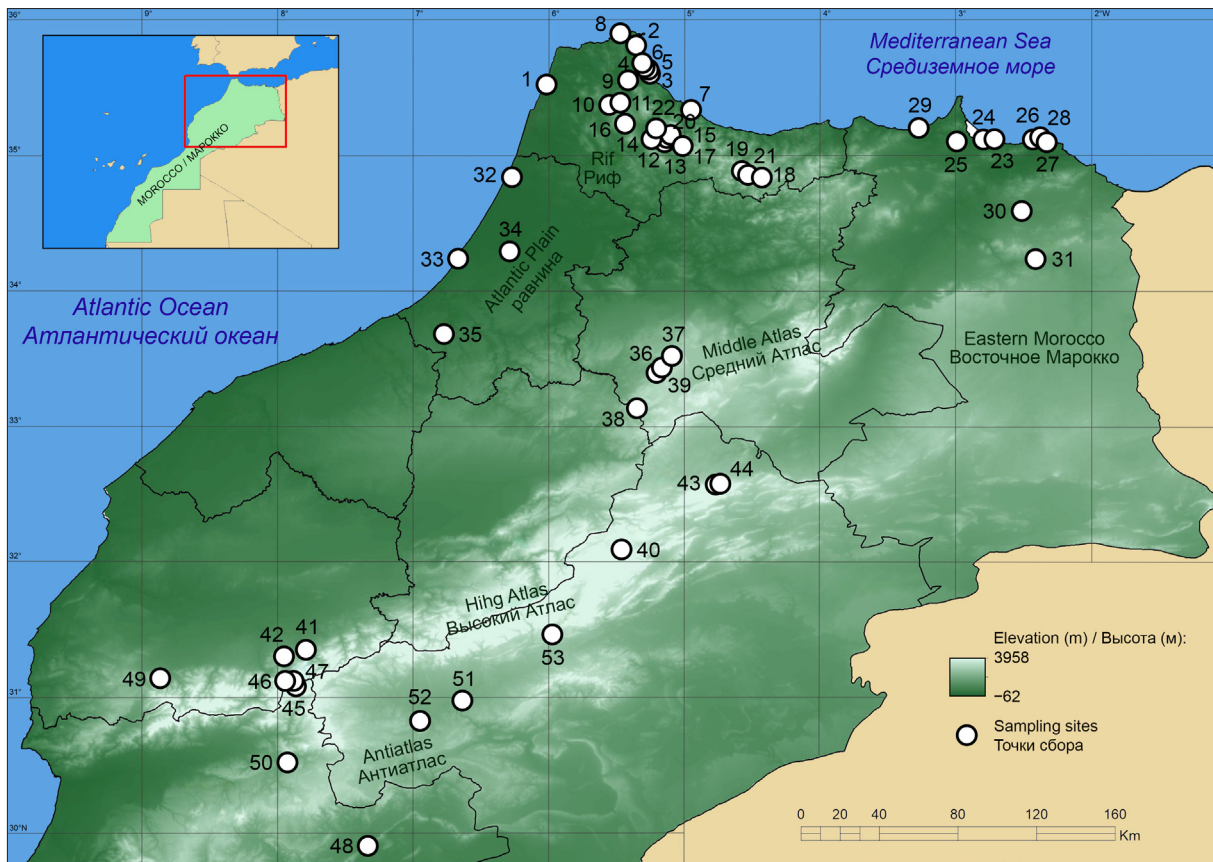 36°
9°
8°
7°
6°
5°
4°
3°
2°W
8
2
Mediterranean Sea
Средиземное море
6
4
5
9
3
1
7
10
11
22
29
24
26
28
16
20
15
14
12
13
17
19
21
18
25
23
27
35°
Rif
Риф
MOROCCO / МАРОККО
32
30
34
33
31
Atlantic Plain
равнина
34°
Atlantic Ocean
Атлантический океан
35
37
36
39
Middle Atlas
Средний Атлас
Eastern Morocco
Восточное Марокко
38
33°
43
44
40
32°
Hihg Atlas
Высокий Атлас
42
41
53
Elevation (m) / Высота (м):
3958
−62
49
46
47
45
51
52
31°
Sampling sites
Точки сбора
Antiatlas
Антиатлас
50
48
30°N
0 20 40 80 120 160
Km